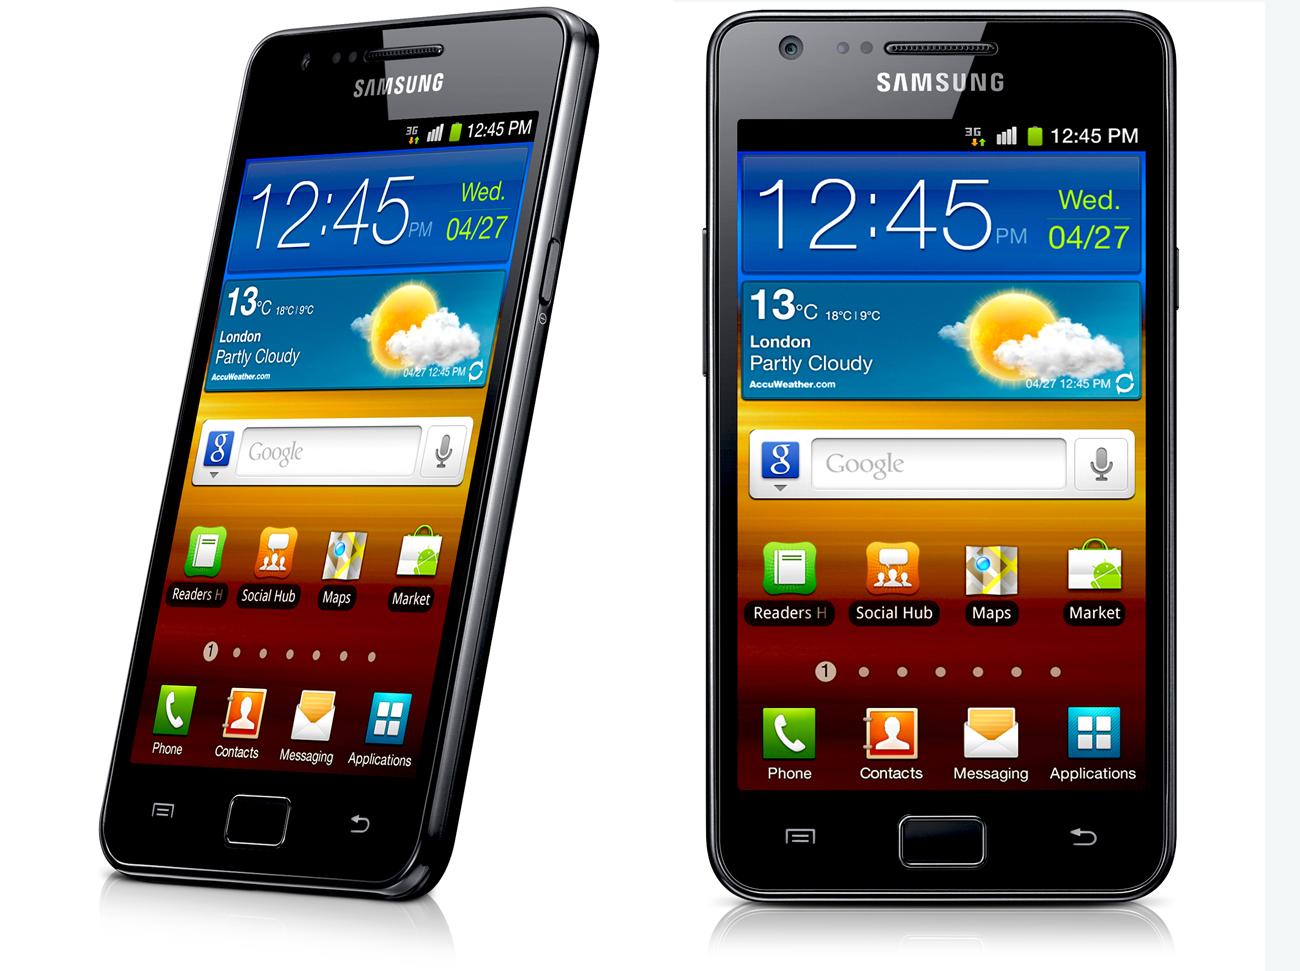 SAMSUNG
3G 12:45 PM
12:45 PM
Wed.
04/27
13°C 18°C | 9°C
London
Partly Cloudy
AccuWeather.com
04/27 12:45 PM
g Google
Readers H
Social Hub
Maps
Market
1
Phone
Contacts
Messaging
Applications
SAMSUNG
3G 12:45 PM
12:45 PM
Wed.
04/27
13°C 18°C | 9°C
London
Partly Cloudy
AccuWeather.com
04/27 12:45 PM
g Google
Readers H
Social Hub
Maps
Market
1
Phone
Contacts
Messaging
Applications